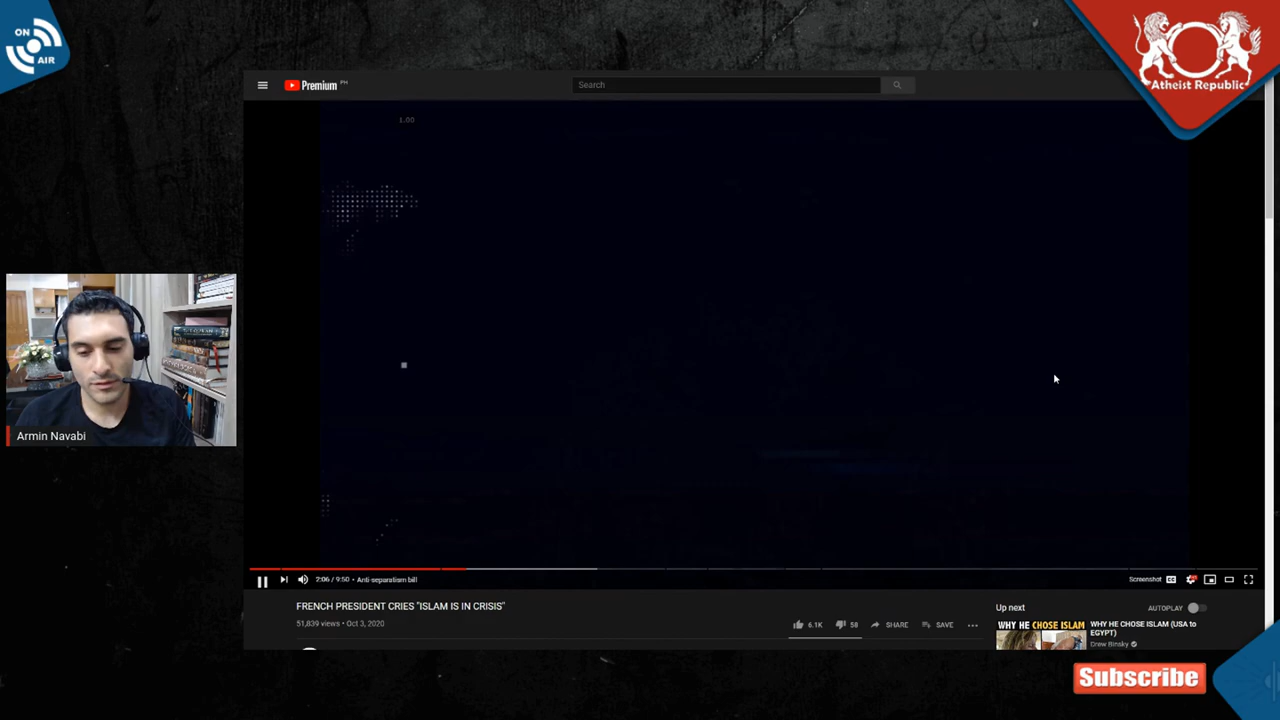 ON
AIR
Premium PH
Search
Atheist Republic
1.00
Armin Navabi
2:06 / 9:50 • Anti-separatism bill
Screenshot
CC
FRENCH PRESIDENT CRIES "ISLAM IS IN CRISIS"
51,839 views • Oct 3, 2020
6.1K
58
SHARE
SAVE
Up next
AUTOPLAY
WHY HE CHOSE ISLAM
WHY HE CHOSE ISLAM (USA to
EGYPT)
Drew Binsky
Subscribe